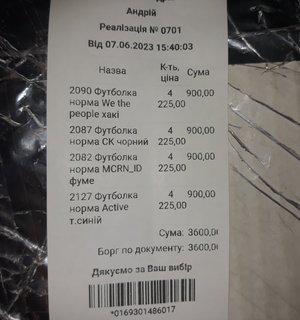 Андрій
Реалізація № 0701
Від 07.06.2023 15:40:03
Назва К-ть, ціна Сума
2090 Футболка норма We the people хакі 4 225,00 900,00
2087 Футболка норма СК чорний 4 225,00 900,00
2082 Футболка норма MCRN_ID фуме 4 225,00 900,00
2127 Футболка норма Active т.синій 4 225,00 900,00
Сума: 3600,00
Борг по документу: 3600,00
Дякуємо за Ваш вибір
*0169301486017